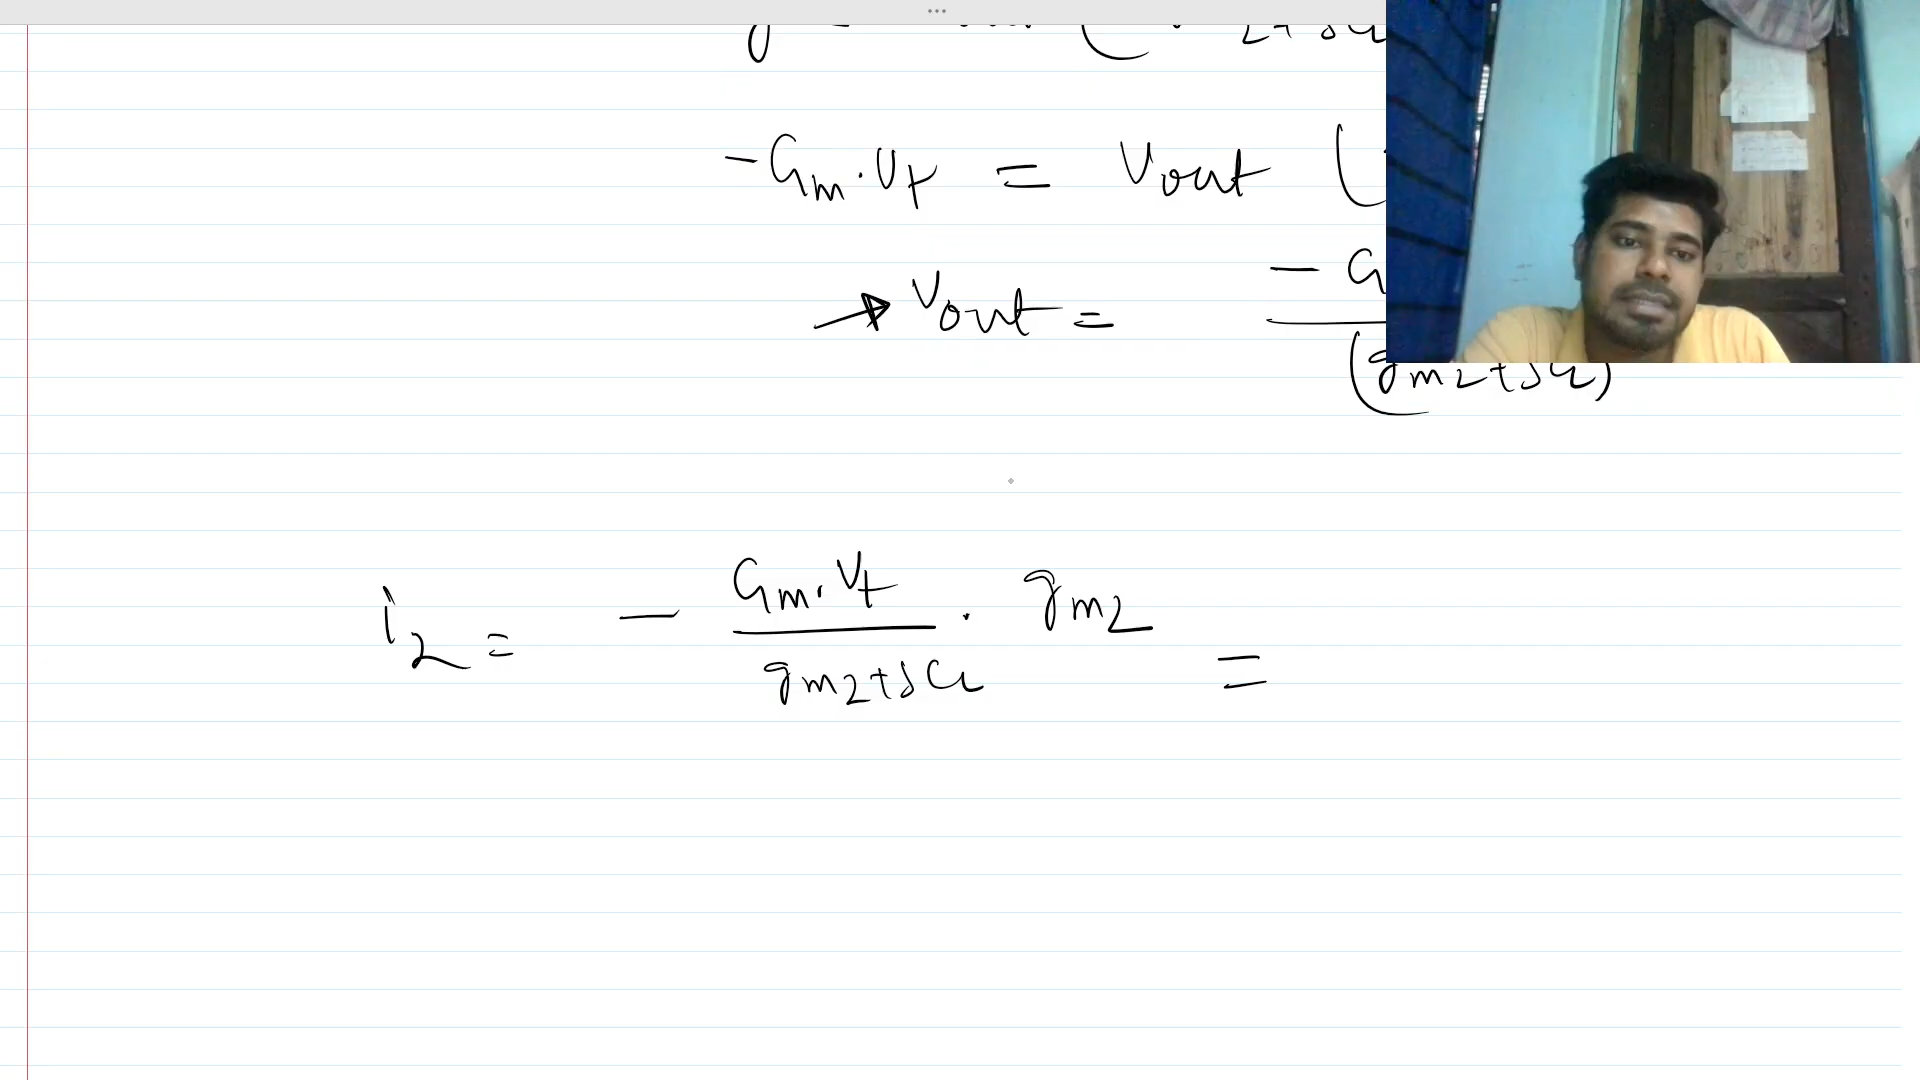 -Gm.Vt = Vout (
→ Vout = - G / (gm2+sCL)
i2 = - Gm.Vt / gm2+sCL . gm2 =